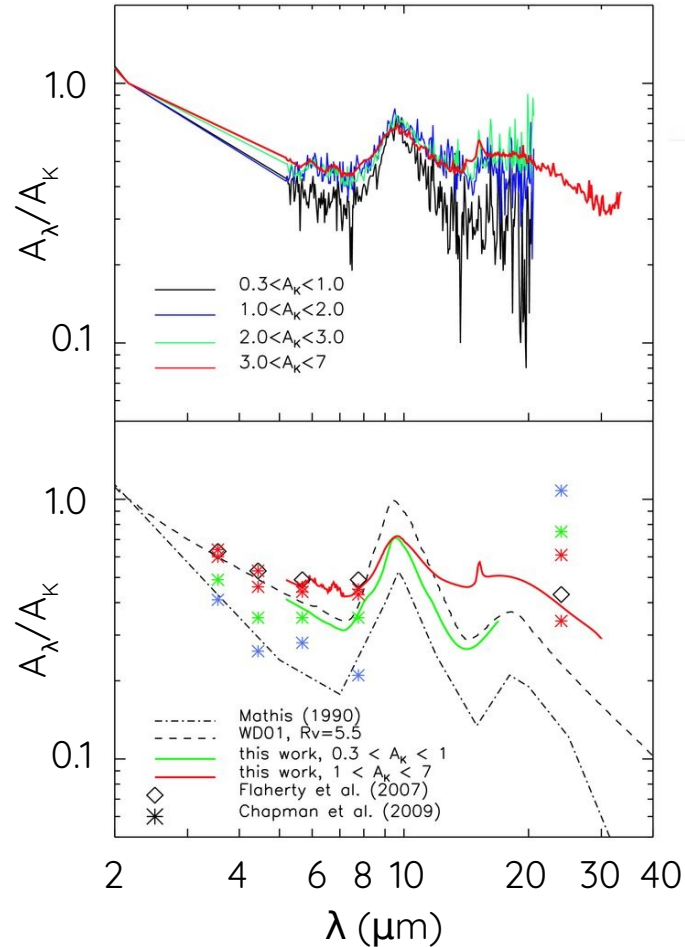 1.0
0.1
Aλ/AK
0.3<AK<1.0
1.0<AK<2.0
2.0<AK<3.0
3.0<AK<7
1.0
0.1
Aλ/AK
Mathis (1990)
WD01, Rv=5.5
this work, 0.3 < AK < 1
this work, 1 < AK < 7
Flaherty et al. (2007)
Chapman et al. (2009)
2 4 6 8 10 20 30 40
λ (μm)